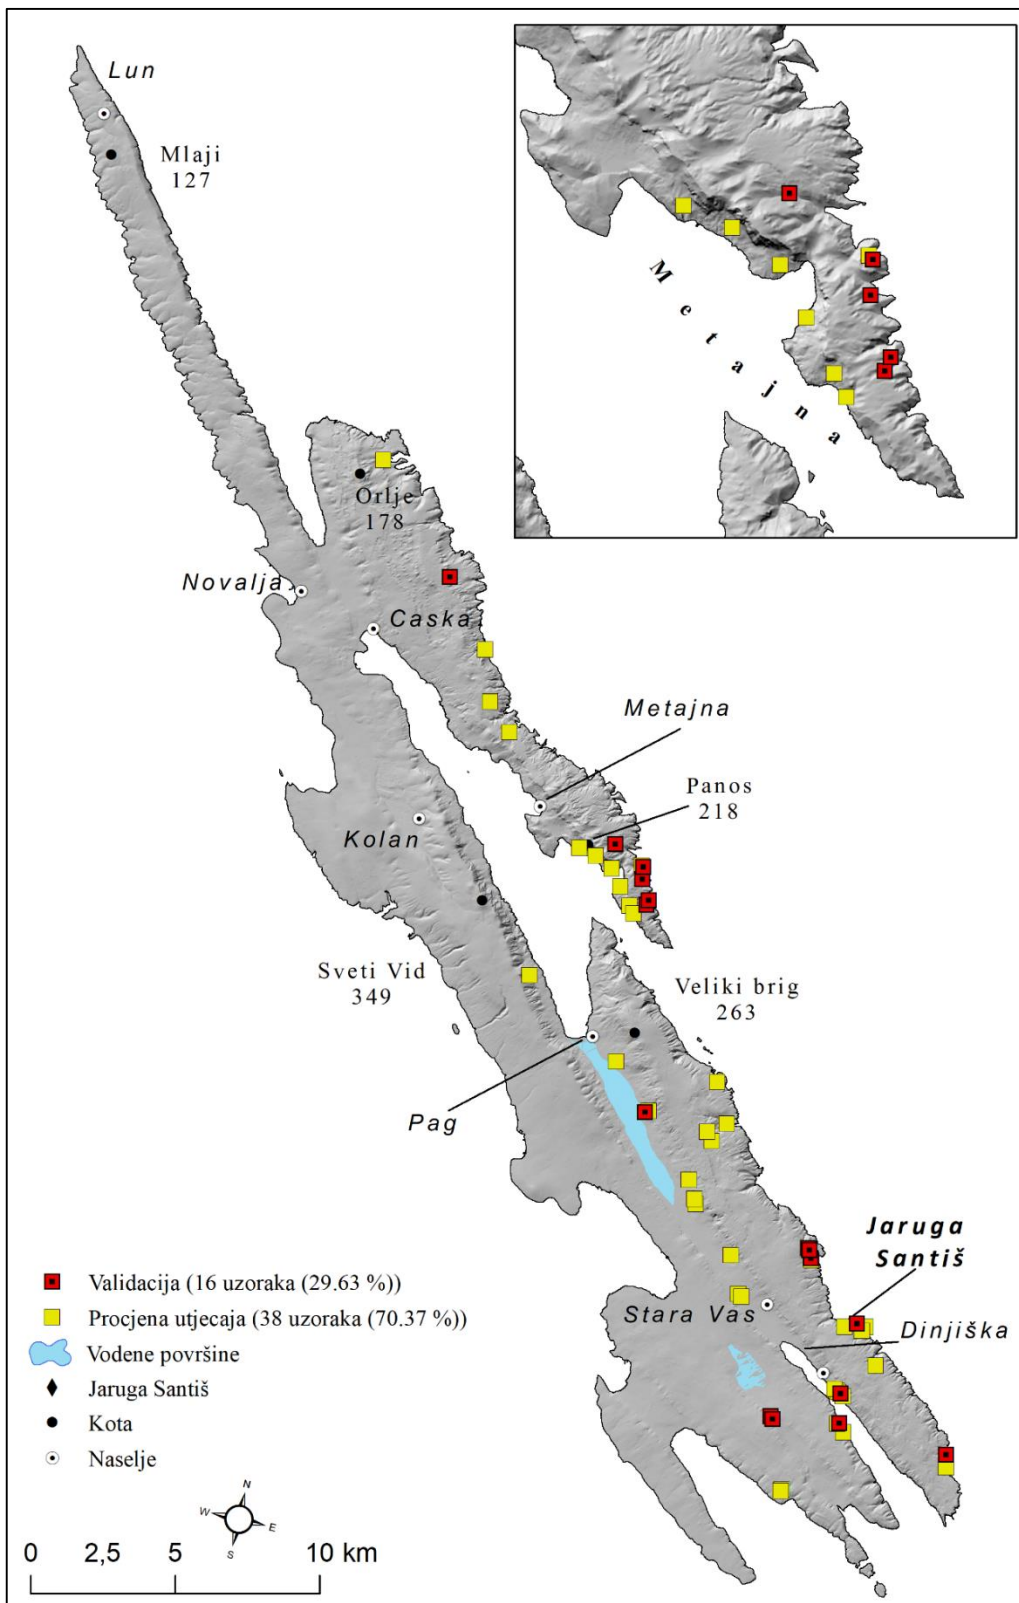 Lun
Mlaji
127
M e t a j n a
Orlje
178
Novalja
Caska
Metajna
Panos
218
Kolan
Sveti Vid
349
Veliki brig
263
Pag
Jaruga
Santiš
Stara Vas
Dinjiška
Validacija (16 uzoraka (29.63 %))
Procjena utjecaja (38 uzoraka (70.37 %))
Vodene površine
Jaruga Santiš
Kota
Naselje
N
W
E
S
0 2,5 5 10 km